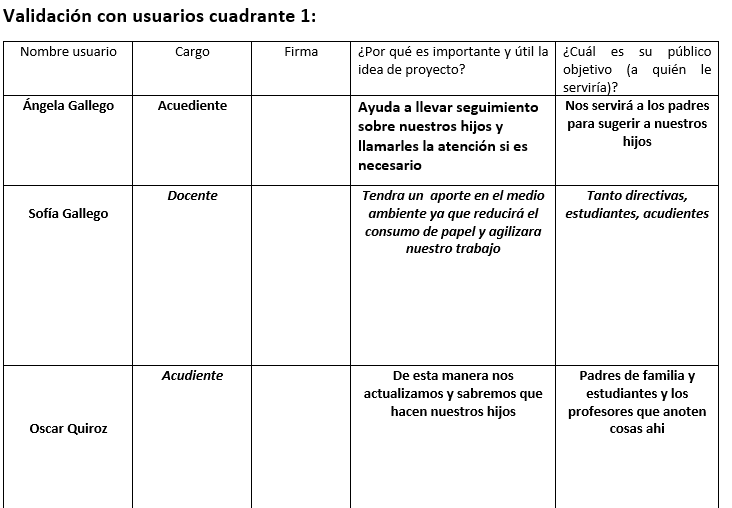 Validación con usuarios cuadrante 1:
Nombre usuario
Cargo
Firma
¿Por qué es importante y útil la
idea de proyecto?
¿Cuál es su público
objetivo (a quién le
serviría)?
Ángela Gallego
Acuediente
Ayuda a llevar seguimiento
sobre nuestros hijos y
llamarles la atención si es
necesario
Nos servirá a los padres
para sugerir a nuestros
hijos
Sofía Gallego
Docente
Tendra un aporte en el medio
ambiente ya que reducirá el
consumo de papel y agilizara
nuestro trabajo
Tanto directivas,
estudiantes, acudientes
Oscar Quiroz
Acudiente
De esta manera nos
actualizamos y sabremos que
hacen nuestros hijos
Padres de familia y
estudiantes y los
profesores que anoten
cosas ahi